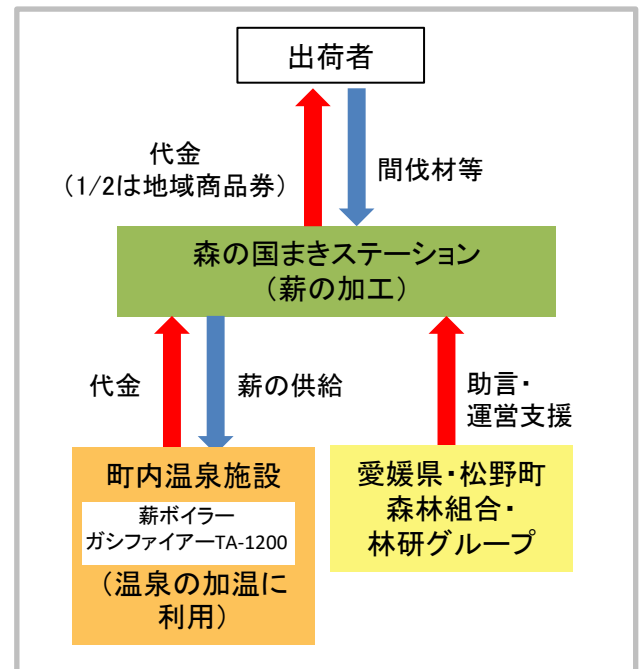 出荷者
代金
（1/2は地域商品券）
間伐材等
森の国まきステーション
（薪の加工）
代金
薪の供給
助言・
運営支援
町内温泉施設
薪ボイラー
ガシファイアーTA-1200
（温泉の加温に
利用）
愛媛県・松野町
森林組合・
林研グループ